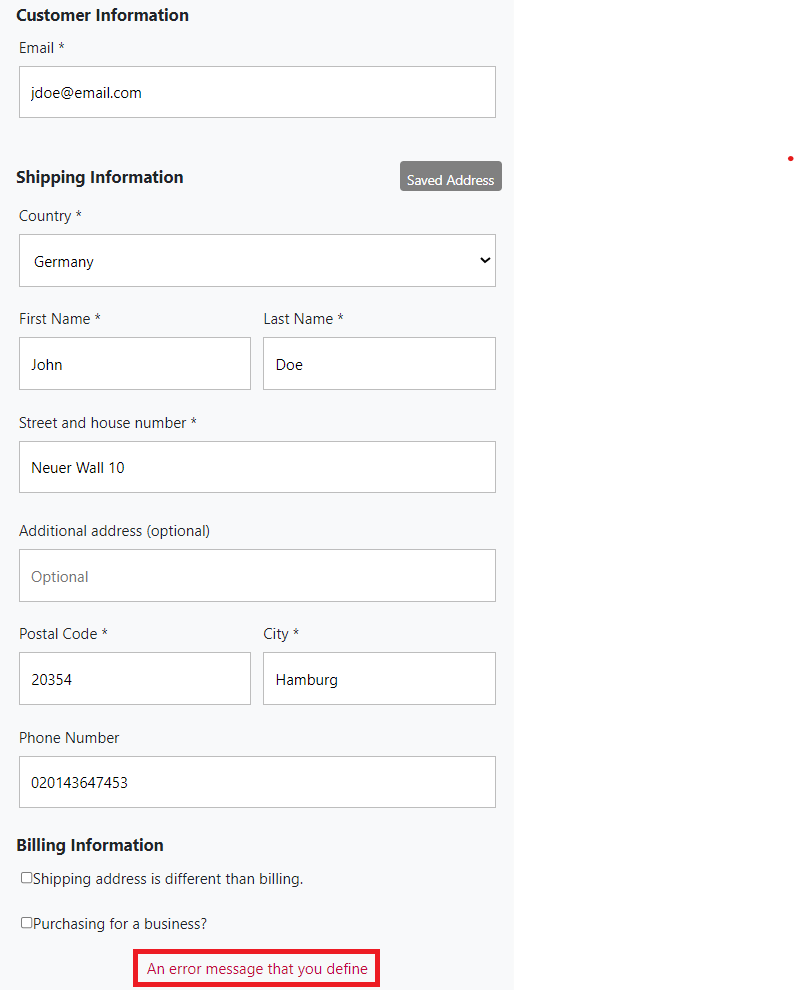 Customer Information
Email *
jdoe@email.com
Shipping Information
Saved Address
Country *
Germany
First Name *
Last Name *
John
Doe
Street and house number *
Neuer Wall 10
Additional address (optional)
Optional
Postal Code *
City *
20354
Hamburg
Phone Number
020143647453
Billing Information
Shipping address is different than billing.
Purchasing for a business?
An error message that you define